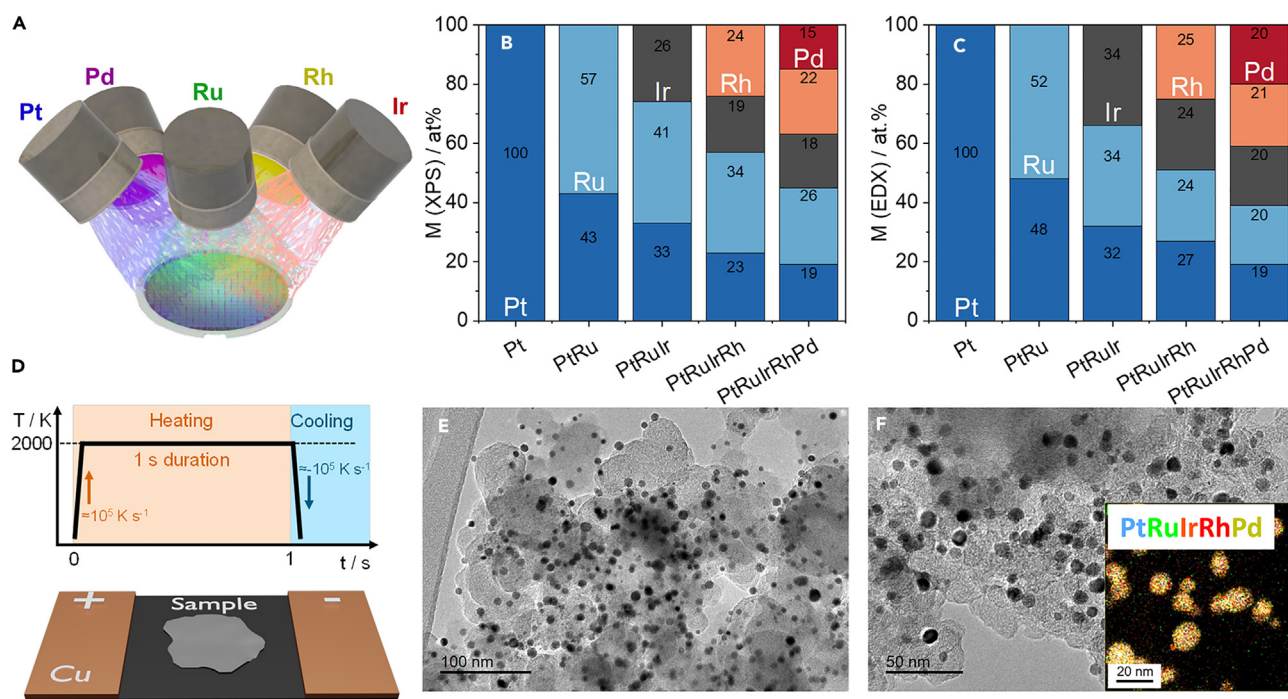 A
Pd
Rh
Pt
Ru
Ir
B
M (XPS) / at%
100
80
60
40
20
0
100
Pt
57
Ru
43
26
Ir
41
33
24
Rh
19
34
23
15
Pd
22
18
26
19
Pt
PtRu
PtRuIr
PtRuIrRh
PtRuIrRhPd
C
M (EDX) / at.%
100
80
60
40
20
0
100
Pt
52
Ru
48
34
Ir
34
32
25
Rh
24
24
27
20
Pd
21
20
20
19
Pt
PtRu
PtRuIr
PtRuIrRh
PtRuIrRhPd
D
T / K
Heating
Cooling
2000
1 s duration
≈10⁵ K s⁻¹
≈-10⁵ K s⁻¹
0
1
t / s
+
Sample
-
Cu
E
100 nm
F
50 nm
PtRuIrRhPd
20 nm